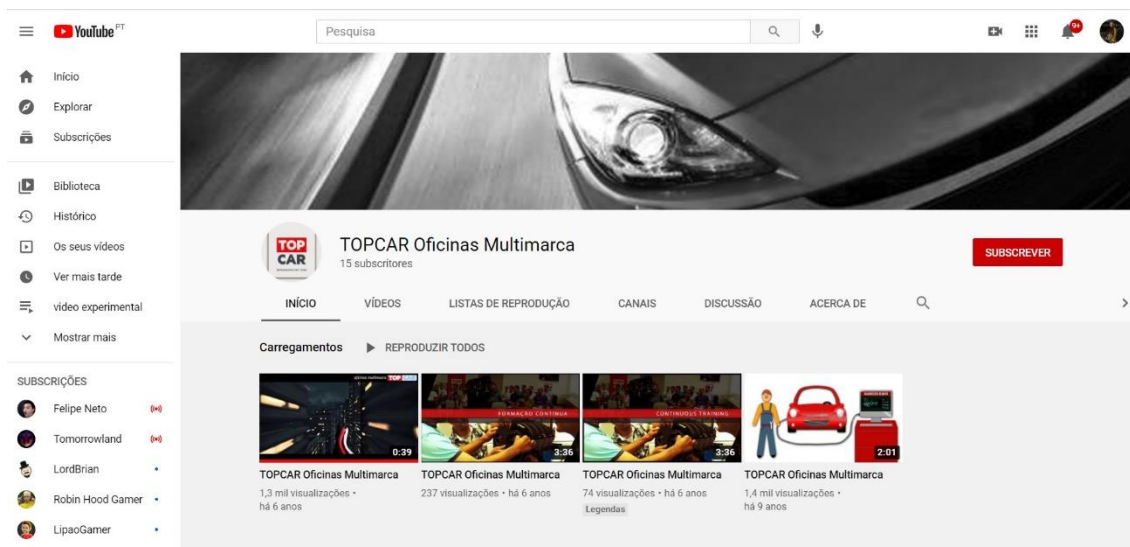 YouTube PT
Pesquisa
9+
Início
Explorar
Subscrições
Biblioteca
Histórico
Os seus vídeos
Ver mais tarde
video experimental
Mostrar mais
SUBSCRIÇÕES
Felipe Neto
Tomorrowland
LordBrian
Robin Hood Gamer
LipaoGamer
TOP
CAR
TOPCAR Oficinas Multimarca
15 subscritores
SUBSCREVER
INÍCIO VÍDEOS LISTAS DE REPRODUÇÃO CANAIS DISCUSSÃO ACERCA DE
Carregamentos REPRODUZIR TODOS
oficinas multimarca TOP
0:39
TOPCAR Oficinas Multimarca
1,3 mil visualizações •
há 6 anos
FORMAÇÃO CONTÍNUA
3:36
TOPCAR Oficinas Multimarca
237 visualizações • há 6 anos
CONTINUOUS TRAINING
3:36
TOPCAR Oficinas Multimarca
74 visualizações • há 6 anos
Legendas
2:01
TOPCAR Oficinas Multimarca
1,4 mil visualizações •
há 9 anos